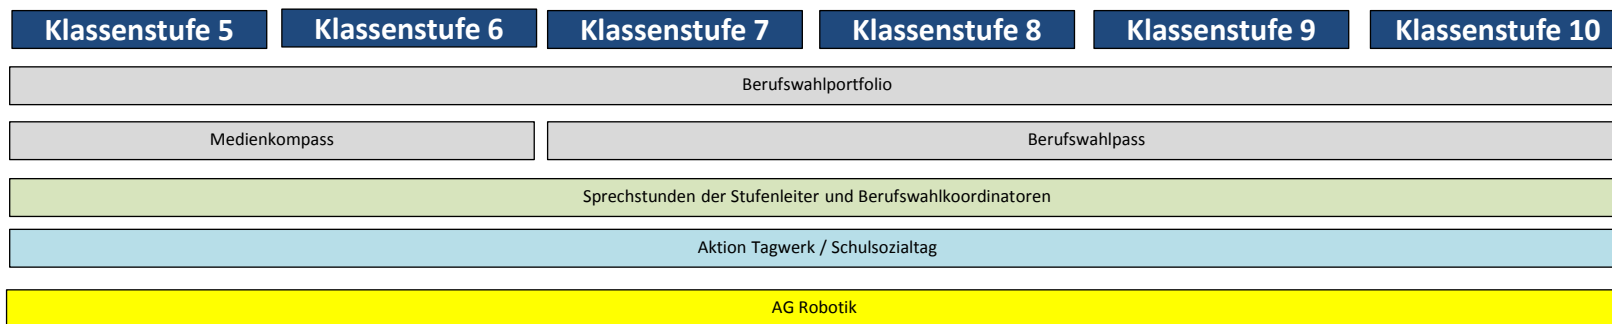 Klassenstufe 5
Klassenstufe 6
Klassenstufe 7
Klassenstufe 8
Klassenstufe 9
Klassenstufe 10
Berufswahlportfolio
Medienkompass
Berufswahlpass
Sprechstunden der Stufenleiter und Berufswahlkoordinatoren
Aktion Tagwerk / Schulsozialtag
AG Robotik